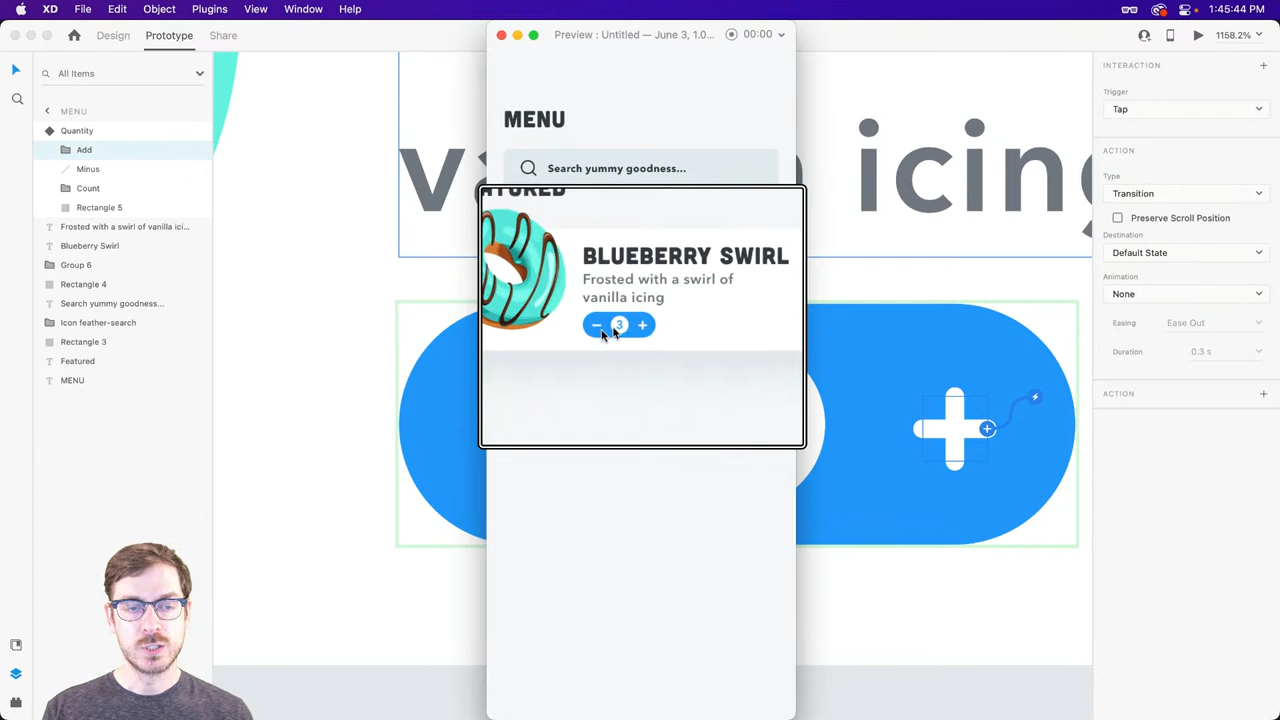 XD File Edit Object Plugins View Window Help 1:45:44 PM
Design Prototype Share
Preview : Untitled — June 3, 1.0... 00:00
1158.2%
All Items
MENU
Quantity
Add
Minus
Count
Rectangle 5
Frosted with a swirl of vanilla ici...
Blueberry Swirl
Group 6
Rectangle 4
Search yummy goodness...
Icon feather-search
Rectangle 3
Featured
MENU
MENU
Search yummy goodness...
ATURED
BLUEBERRY SWIRL
Frosted with a swirl of
vanilla icing
3
va
icing
INTERACTION
Trigger
Tap
ACTION
Type
Transition
Preserve Scroll Position
Destination
Default State
Animation
None
Easing Ease Out
Duration 0.3 s
ACTION